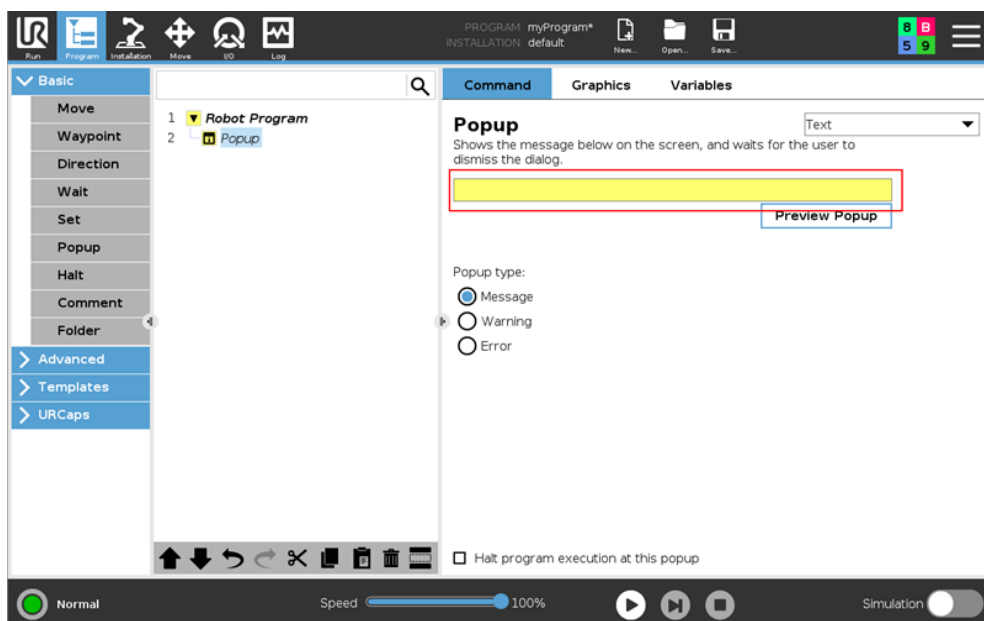 UR
PROGRAM myProgram*
INSTALLATION default
Run Program Installation Move I/O Log
New... Open... Save...
8 B
5 9
Basic
Move
Waypoint
Direction
Wait
Set
Popup
Halt
Comment
Folder
Advanced
Templates
URCaps
1 Robot Program
2 Popup
Command Graphics Variables
Popup
Text
Shows the message below on the screen, and waits for the user to
dismiss the dialog.
Preview Popup
Popup type:
Message
Warning
Error
Halt program execution at this popup
Normal
Speed 100%
Simulation